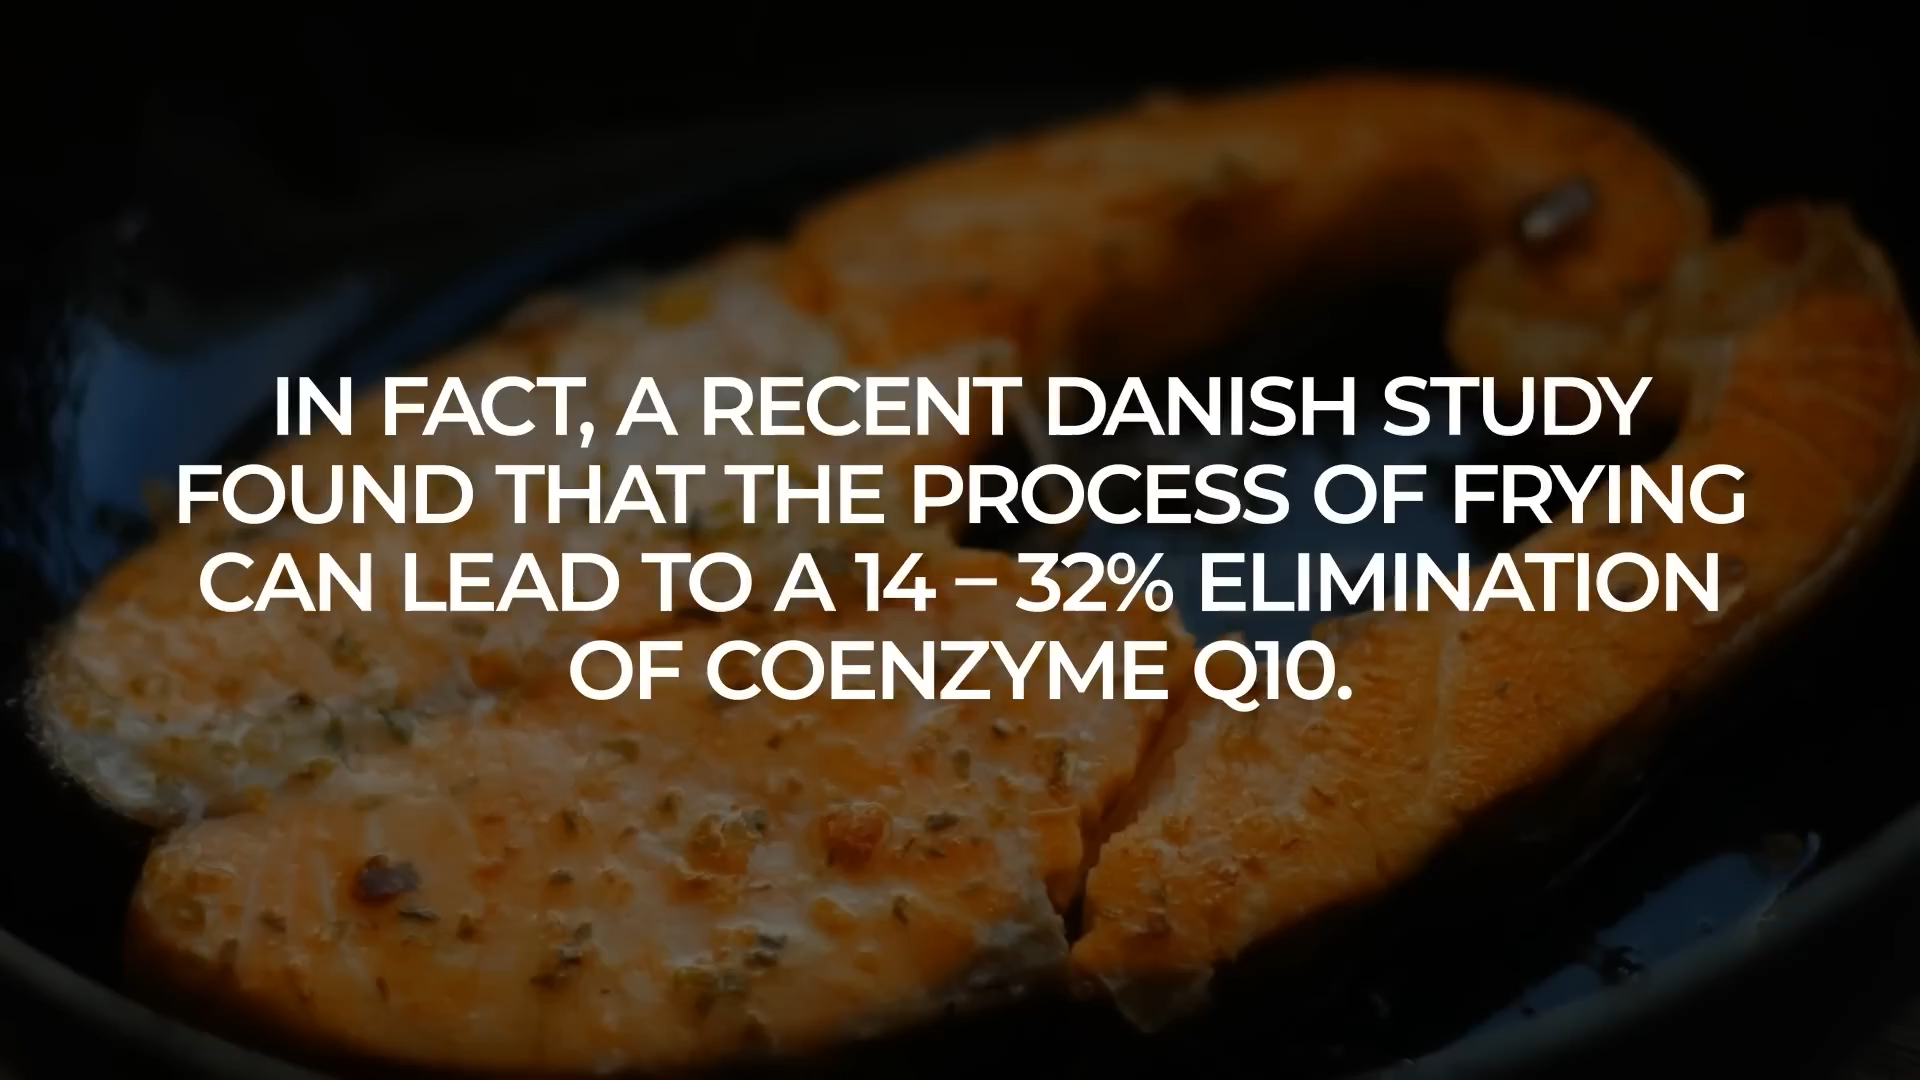 IN FACT, A RECENT DANISH STUDY
FOUND THAT THE PROCESS OF FRYING
CAN LEAD TO A 14 – 32% ELIMINATION
OF COENZYME Q10.